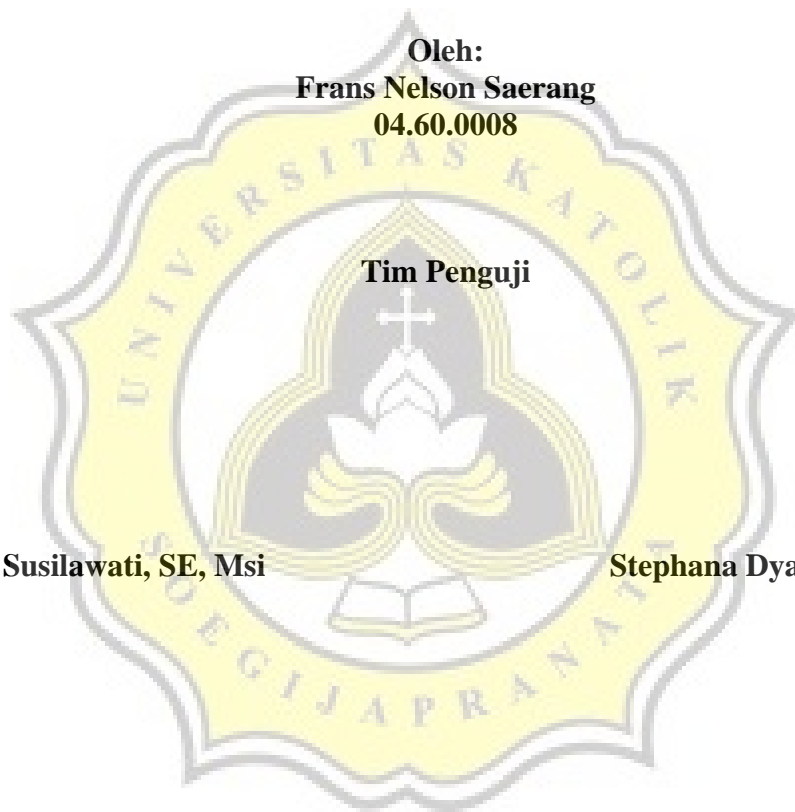 Oleh:
Frans Nelson Saerang
04.60.0008
UNIVERSITAS KATOLIK
Tim Penguji
Susilawati, SE, Msi
Stephana Dya
SOEGIJAPRANATA